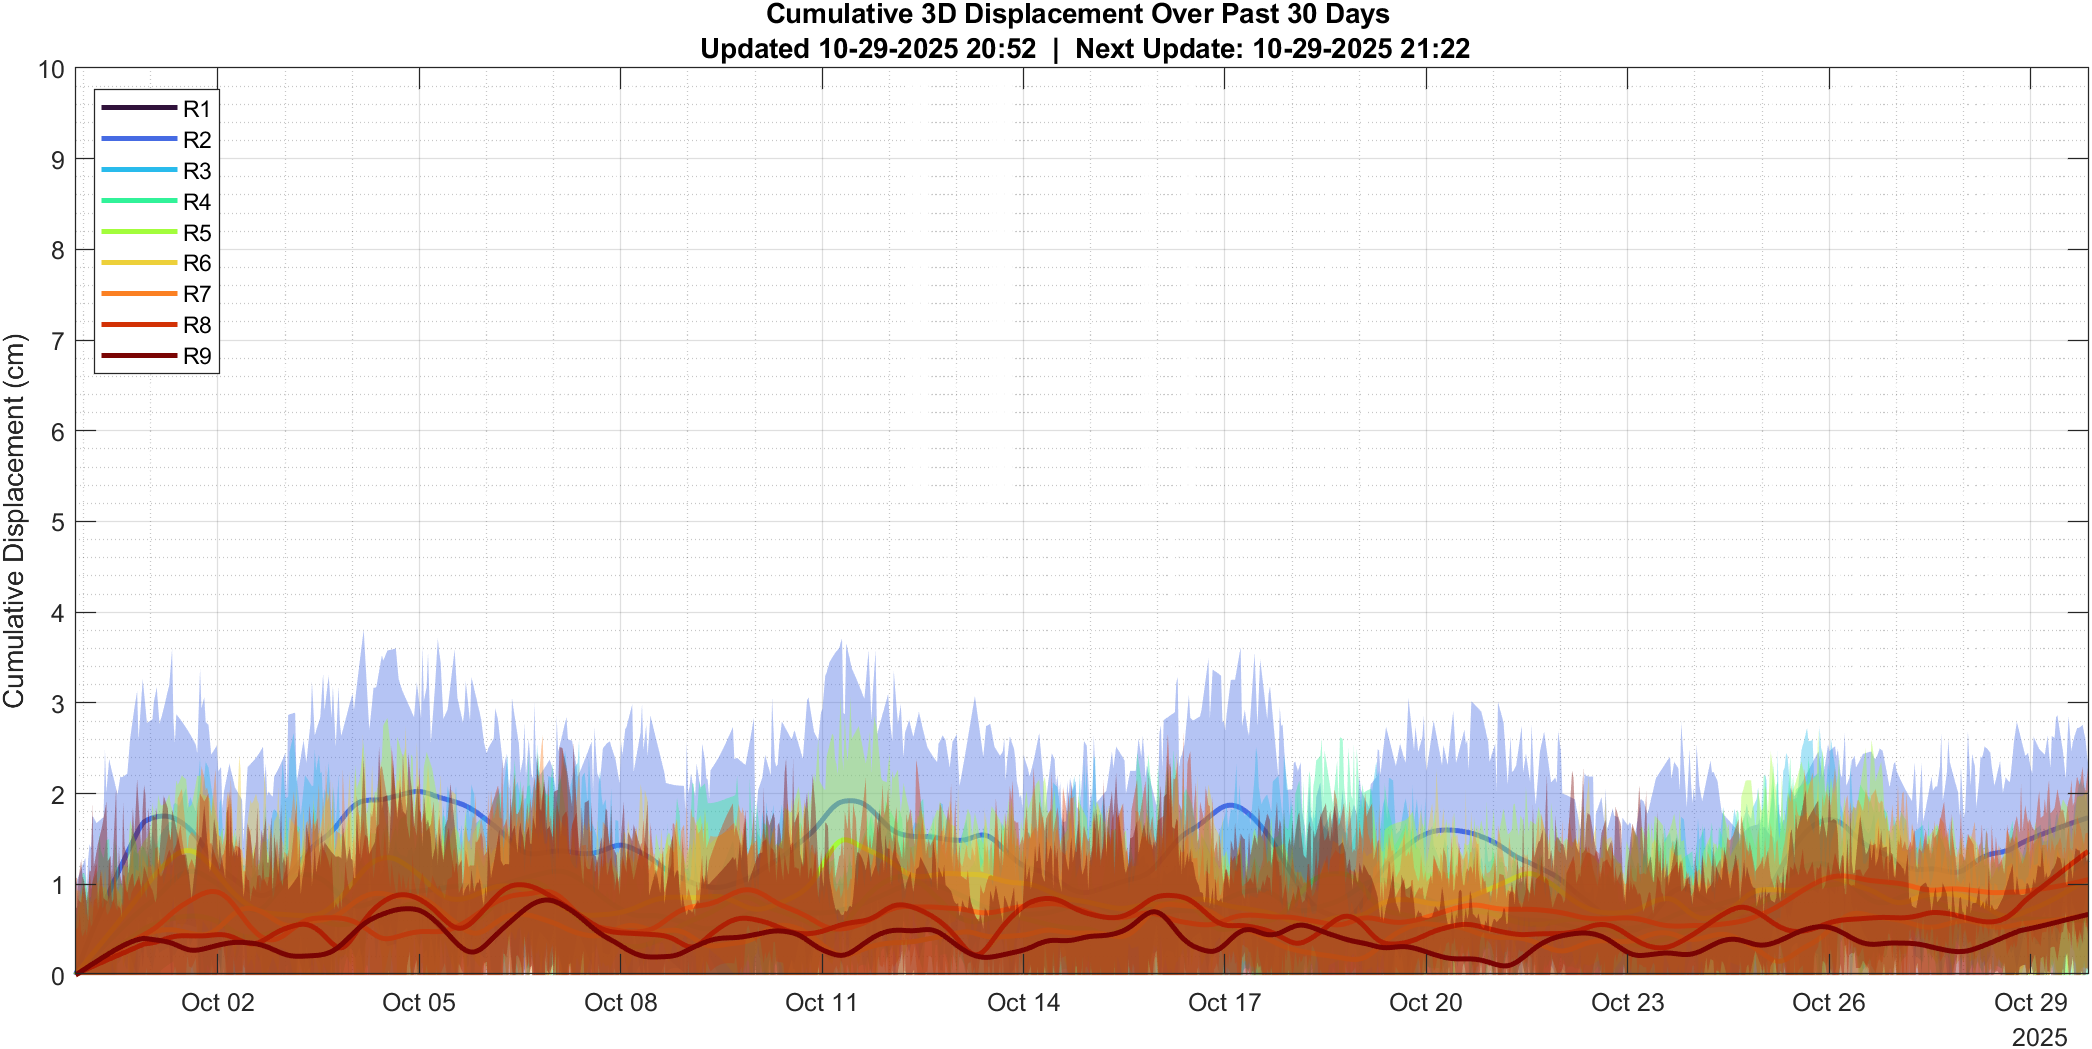 Cumulative 3D Displacement Over Past 30 Days
Updated 10-29-2025 20:52 | Next Update: 10-29-2025 21:22
Cumulative Displacement (cm)
10
9
8
7
6
5
4
3
2
1
0
R1
R2
R3
R4
R5
R6
R7
R8
R9
Oct 02 Oct 05 Oct 08 Oct 11 Oct 14 Oct 17 Oct 20 Oct 23 Oct 26 Oct 29
2025